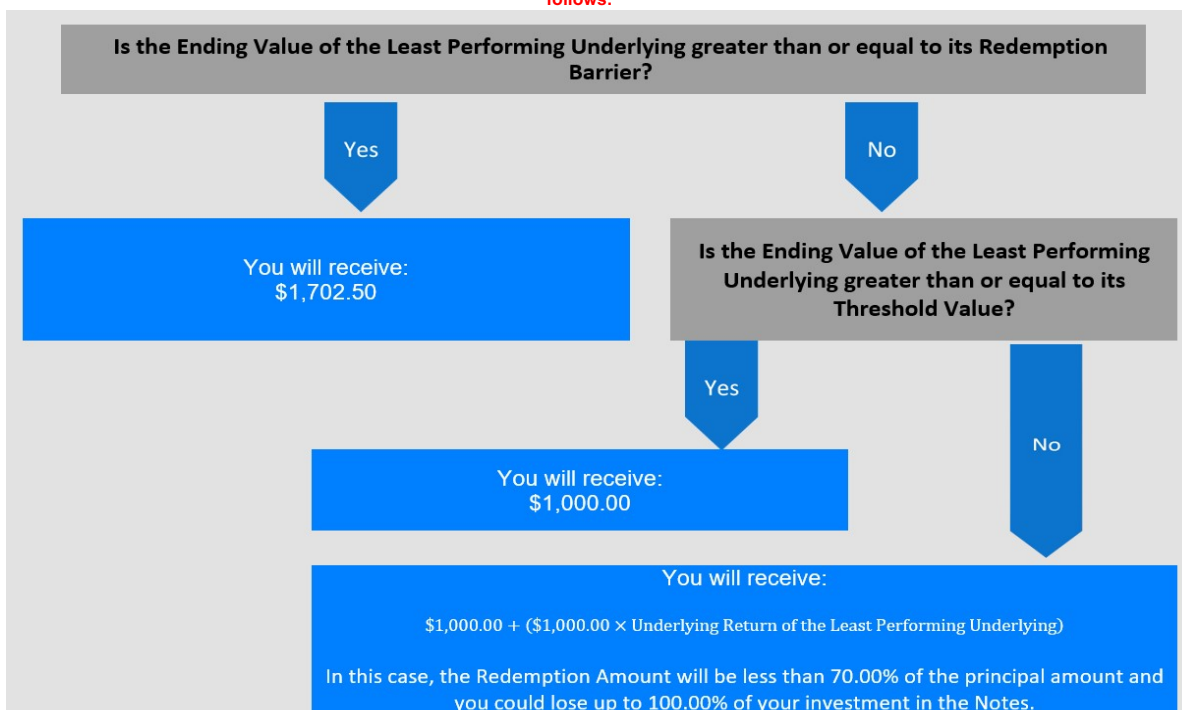 follows:
Is the Ending Value of the Least Performing Underlying greater than or equal to its Redemption
Barrier?
Yes
No
You will receive:
$1,702.50
Is the Ending Value of the Least Performing
Underlying greater than or equal to its
Threshold Value?
Yes
No
You will receive:
$1,000.00
You will receive:
$1,000.00 + ($1,000.00 × Underlying Return of the Least Performing Underlying)
In this case, the Redemption Amount will be less than 70.00% of the principal amount and
you could lose up to 100.00% of your investment in the Notes.